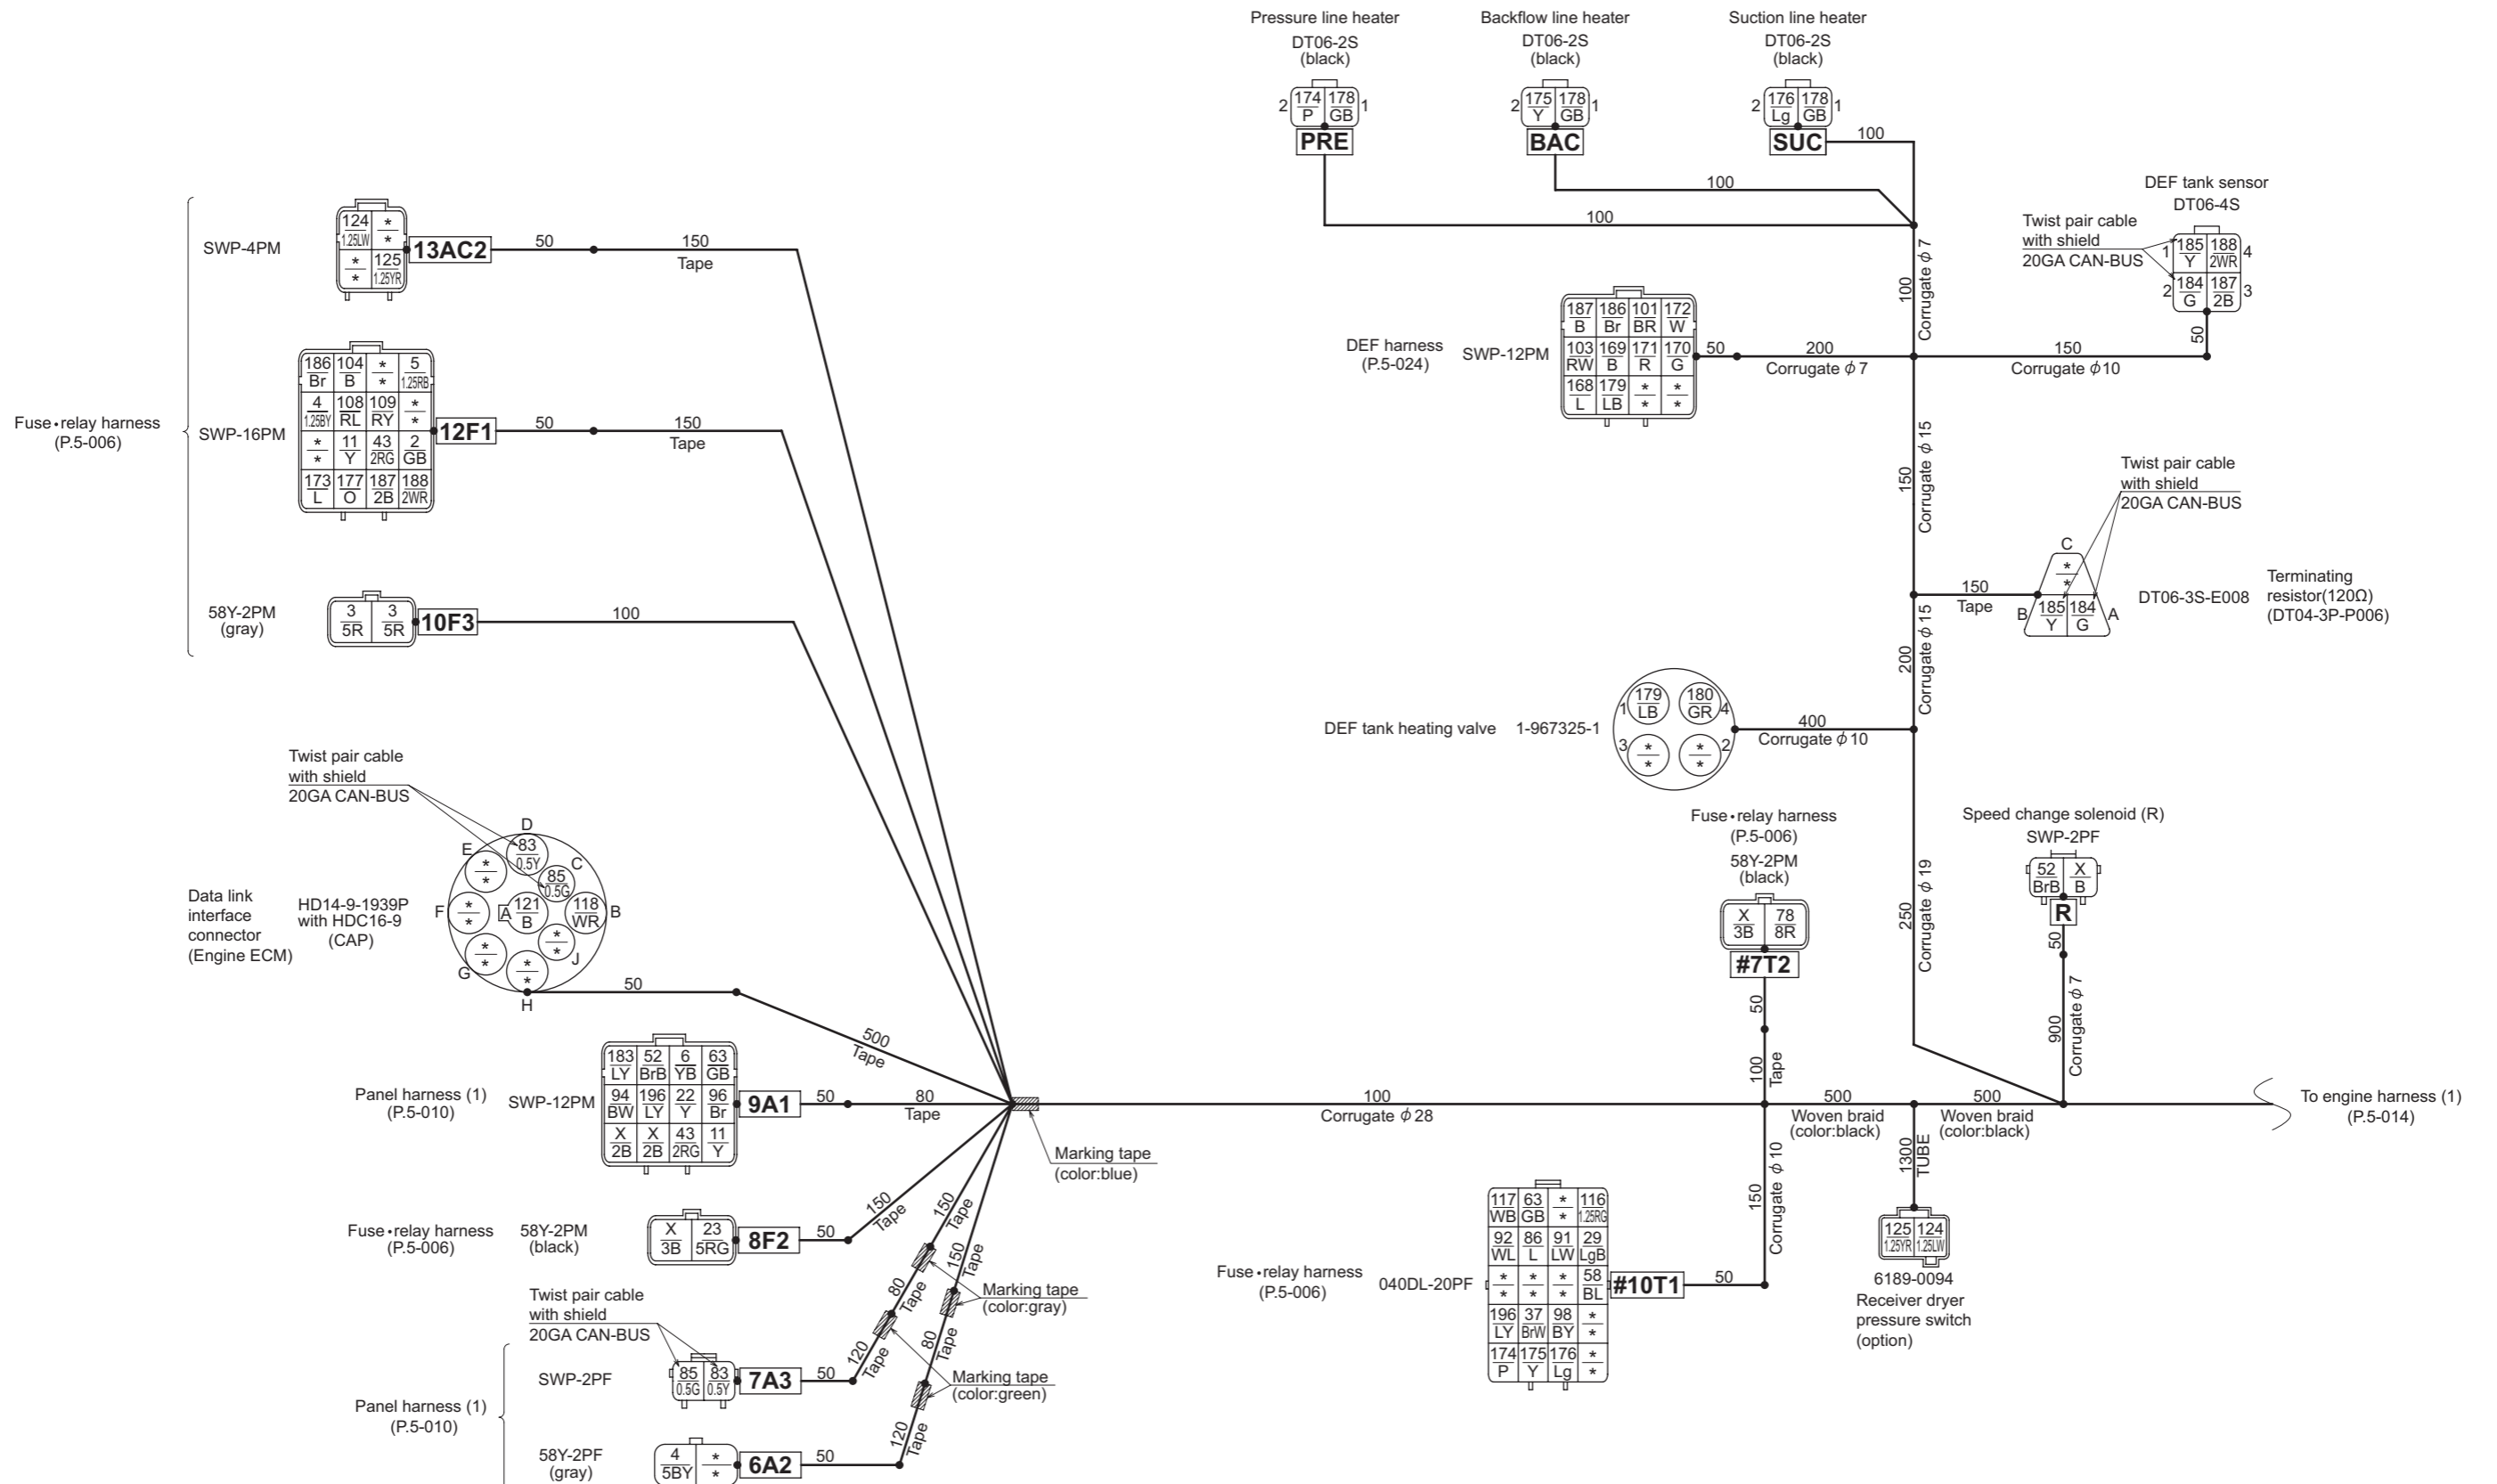 Pressure line heater
DT06-2S
(black)
2
174
P
178
GB
1
PRE
100
Backflow line heater
DT06-2S
(black)
2
175
Y
178
GB
1
BAC
100
Suction line heater
DT06-2S
(black)
2
176
Lg
178
GB
1
SUC
100
100
Corrugate ϕ 7
DEF tank sensor
DT06-4S
Twist pair cable
with shield
20GA CAN-BUS
1
185
Y
188
2WR
4
2
184
G
187
2B
3
50
150
Corrugate ϕ10
DEF harness
(P.5-024)
SWP-12PM
187 186 101 172
B Br BR W
103 169 171 170
RW B R G
168 179 * *
L LB * *
50
200
Corrugate ϕ7
150
Corrugate ϕ 15
Twist pair cable
with shield
20GA CAN-BUS
C
*
*
B
185
Y
184
G
A
150
Tape
DT06-3S-E008
Terminating
resistor(120Ω)
(DT04-3P-P006)
200
Corrugate ϕ 15
DEF tank heating valve
1-967325-1
1
179
LB
180
GR
4
3
*
*
*
*
2
400
Corrugate ϕ10
250
Corrugate ϕ 19
Fuse•relay harness
(P.5-006)
58Y-2PM
(black)
X 78
3B 8R
#7T2
50
100
Tape
Speed change solenoid (R)
SWP-2PF
52 X
BrB B
R
50
900
Corrugate ϕ 7
Fuse•relay harness
(P.5-006)
SWP-4PM
124 *
1.25LW *
* 125
* 1.25YR
13AC2
50
150
Tape
SWP-16PM
186 104 * 5
Br B * 1.25RB
4 108 109 *
1.25BY RL RY *
* 11 43 2
* Y 2RG GB
173 177 187 188
L O 2B 2WR
12F1
50
150
Tape
58Y-2PM
(gray)
3 3
5R 5R
10F3
100
Twist pair cable
with shield
20GA CAN-BUS
Data link
interface
connector
(Engine ECM)
HD14-9-1939P
with HDC16-9
(CAP)
D
83
0.5Y
E
*
*
C
85
0.5G
F
*
*
A
121
B
118
WR
B
G
*
*
*
*
J
*
*
H
50
500
Tape
Panel harness (1)
(P.5-010)
SWP-12PM
183 52 6 63
LY BrB YB GB
94 196 22 96
BW LY Y Br
X X 43 11
2B 2B 2RG Y
9A1
50
80
Tape
Marking tape
(color:blue)
100
Corrugate ϕ28
500
Woven braid
(color:black)
500
Woven braid
(color:black)
To engine harness (1)
(P.5-014)
Fuse•relay harness
(P.5-006)
58Y-2PM
(black)
X 23
3B 5RG
8F2
50
150
Tape
150
Tape
80
Tape
120
Tape
150
Tape
80
Tape
120
Tape
Marking tape
(color:gray)
Marking tape
(color:green)
Twist pair cable
with shield
20GA CAN-BUS
Panel harness (1)
(P.5-010)
SWP-2PF
85 83
0.5G 0.5Y
7A3
50
58Y-2PF
(gray)
4 *
5BY *
6A2
50
Fuse•relay harness
(P.5-006)
040DL-20PF
117 63 * 116
WB GB * 1.25RG
92 86 91 29
WL L LW LgB
* * * 58
* * * BL
196 37 98 *
LY BrW BY *
174 175 176 *
P Y Lg *
#10T1
50
150
Corrugate ϕ 10
1300
TUBE
125 124
1.25YR 1.25LW
6189-0094
Receiver dryer
pressure switch
(option)